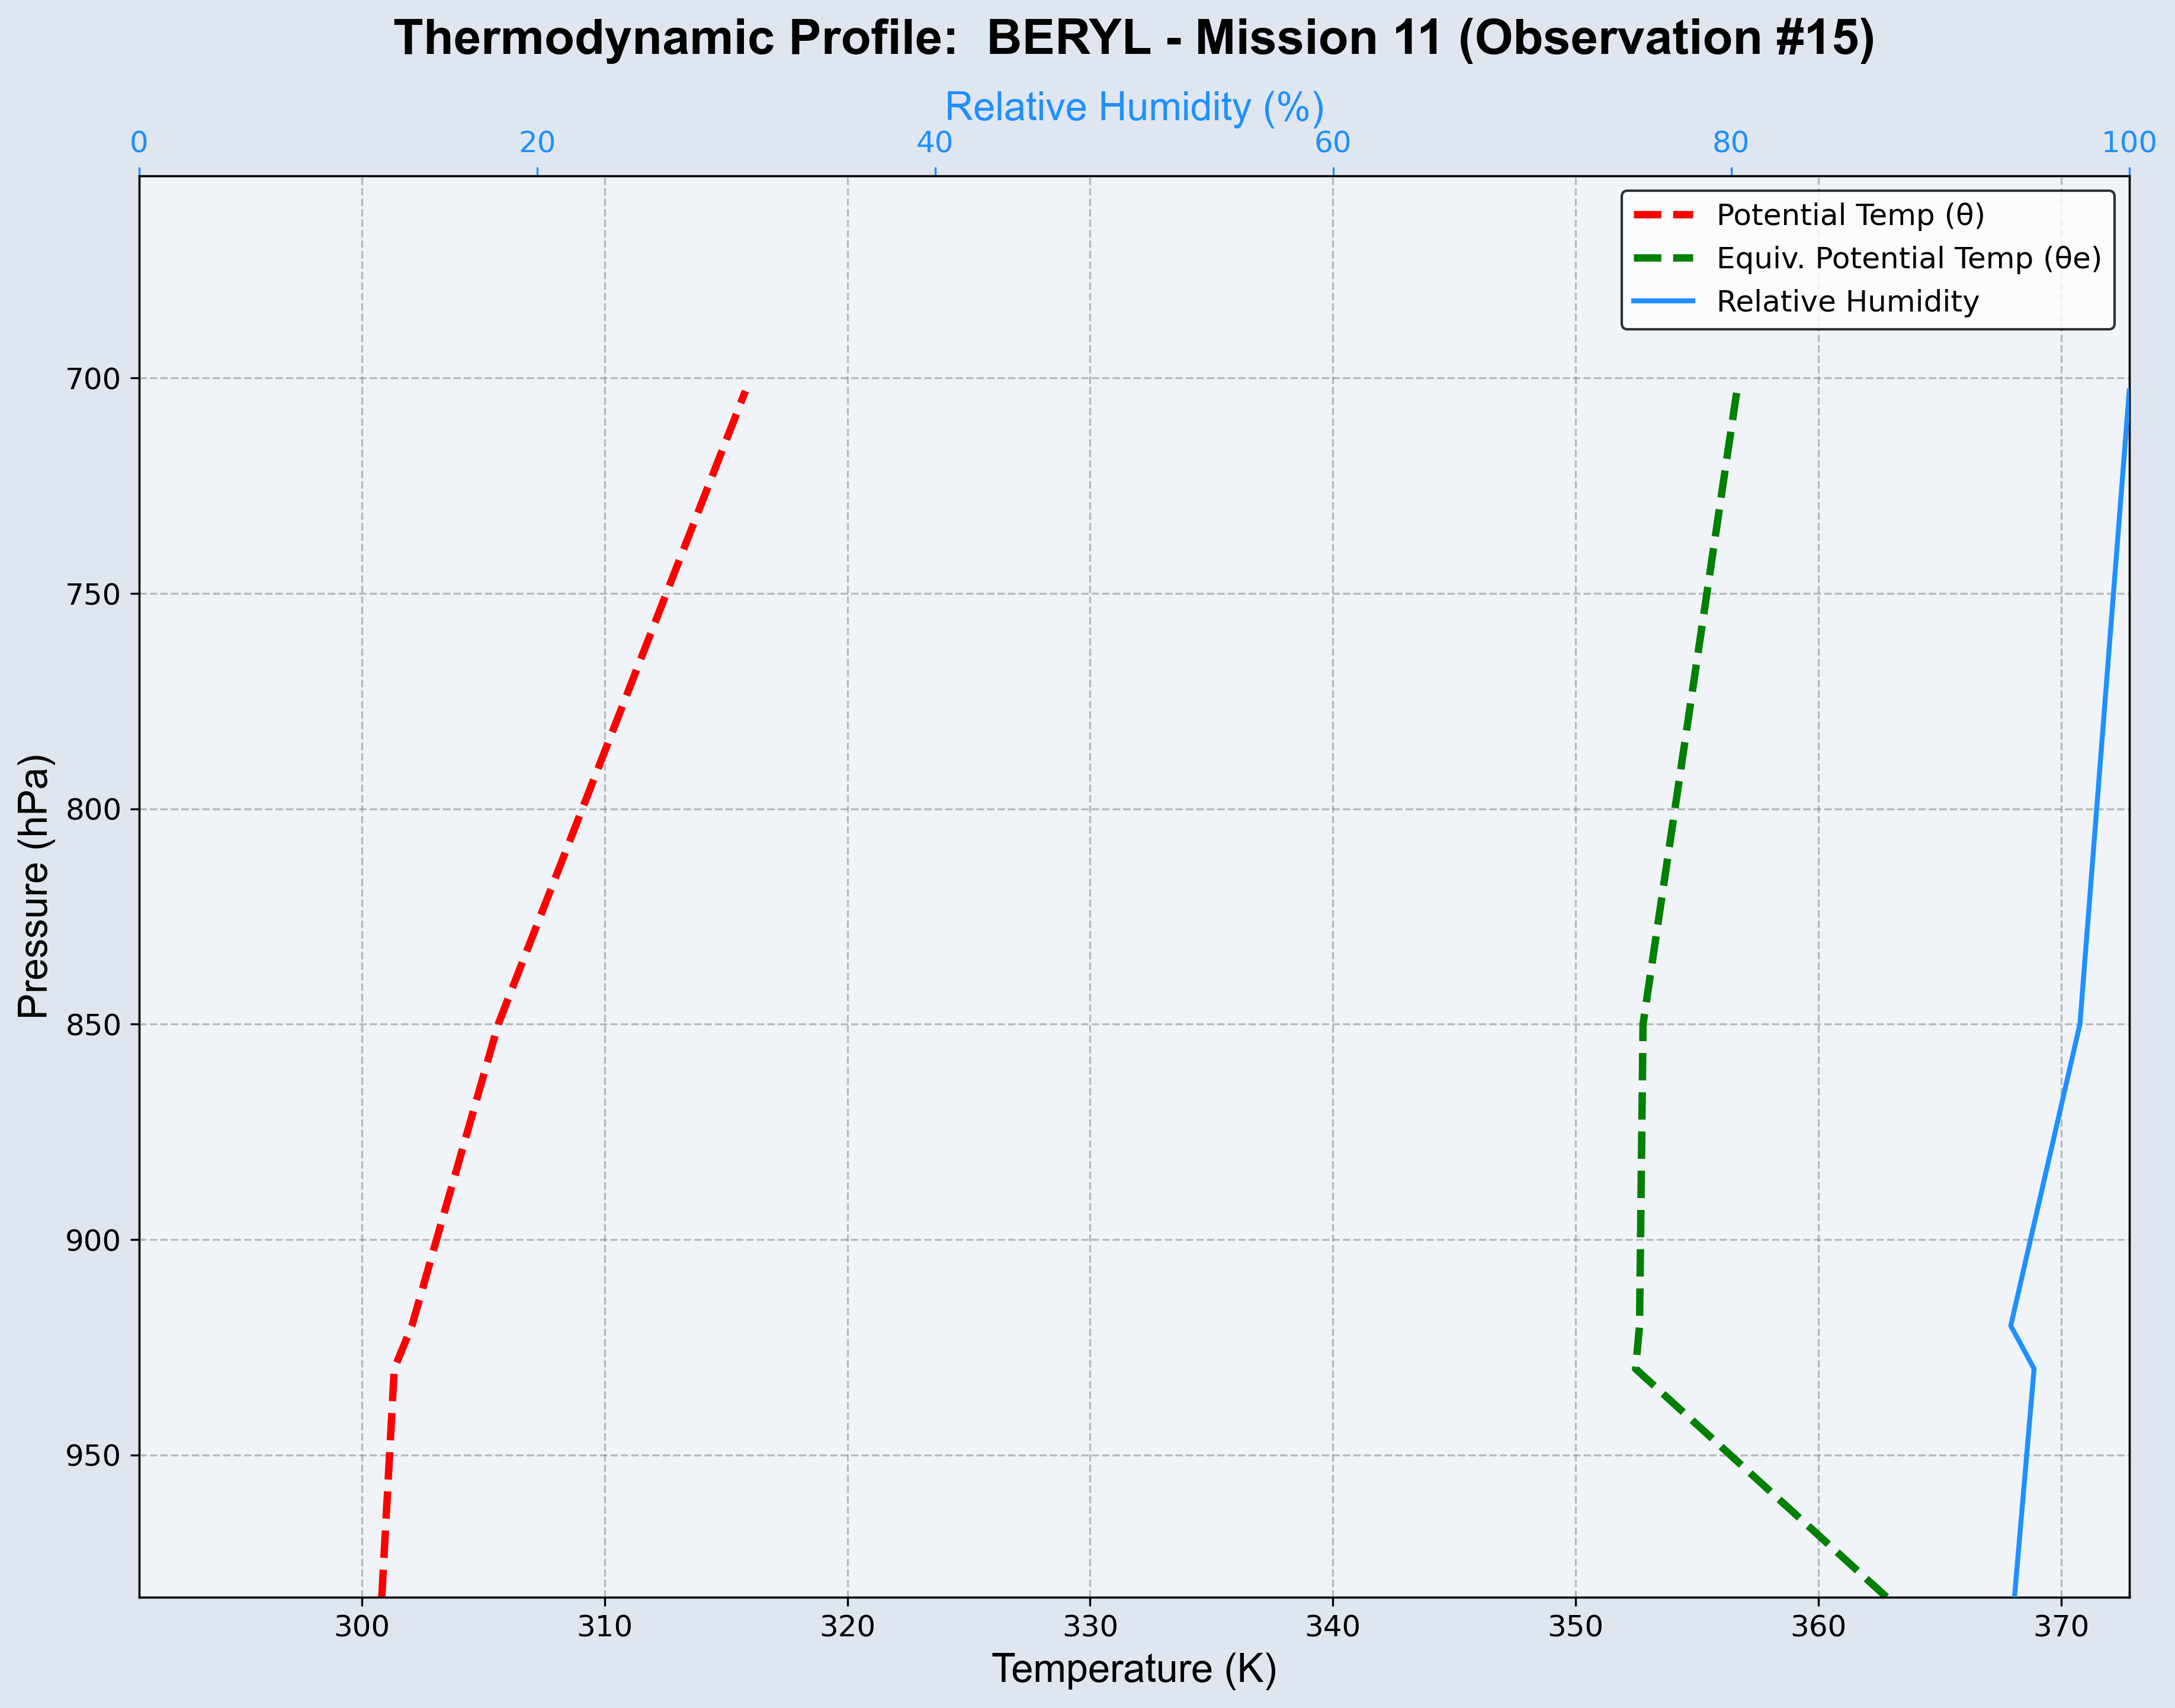 Thermodynamic Profile:  BERYL - Mission 11 (Observation #15)
Relative Humidity (%)
0 20 40 60 80 100
Potential Temp (θ)
Equiv. Potential Temp (θe)
Relative Humidity
700
750
800
850
900
950
Pressure (hPa)
300 310 320 330 340 350 360 370
Temperature (K)